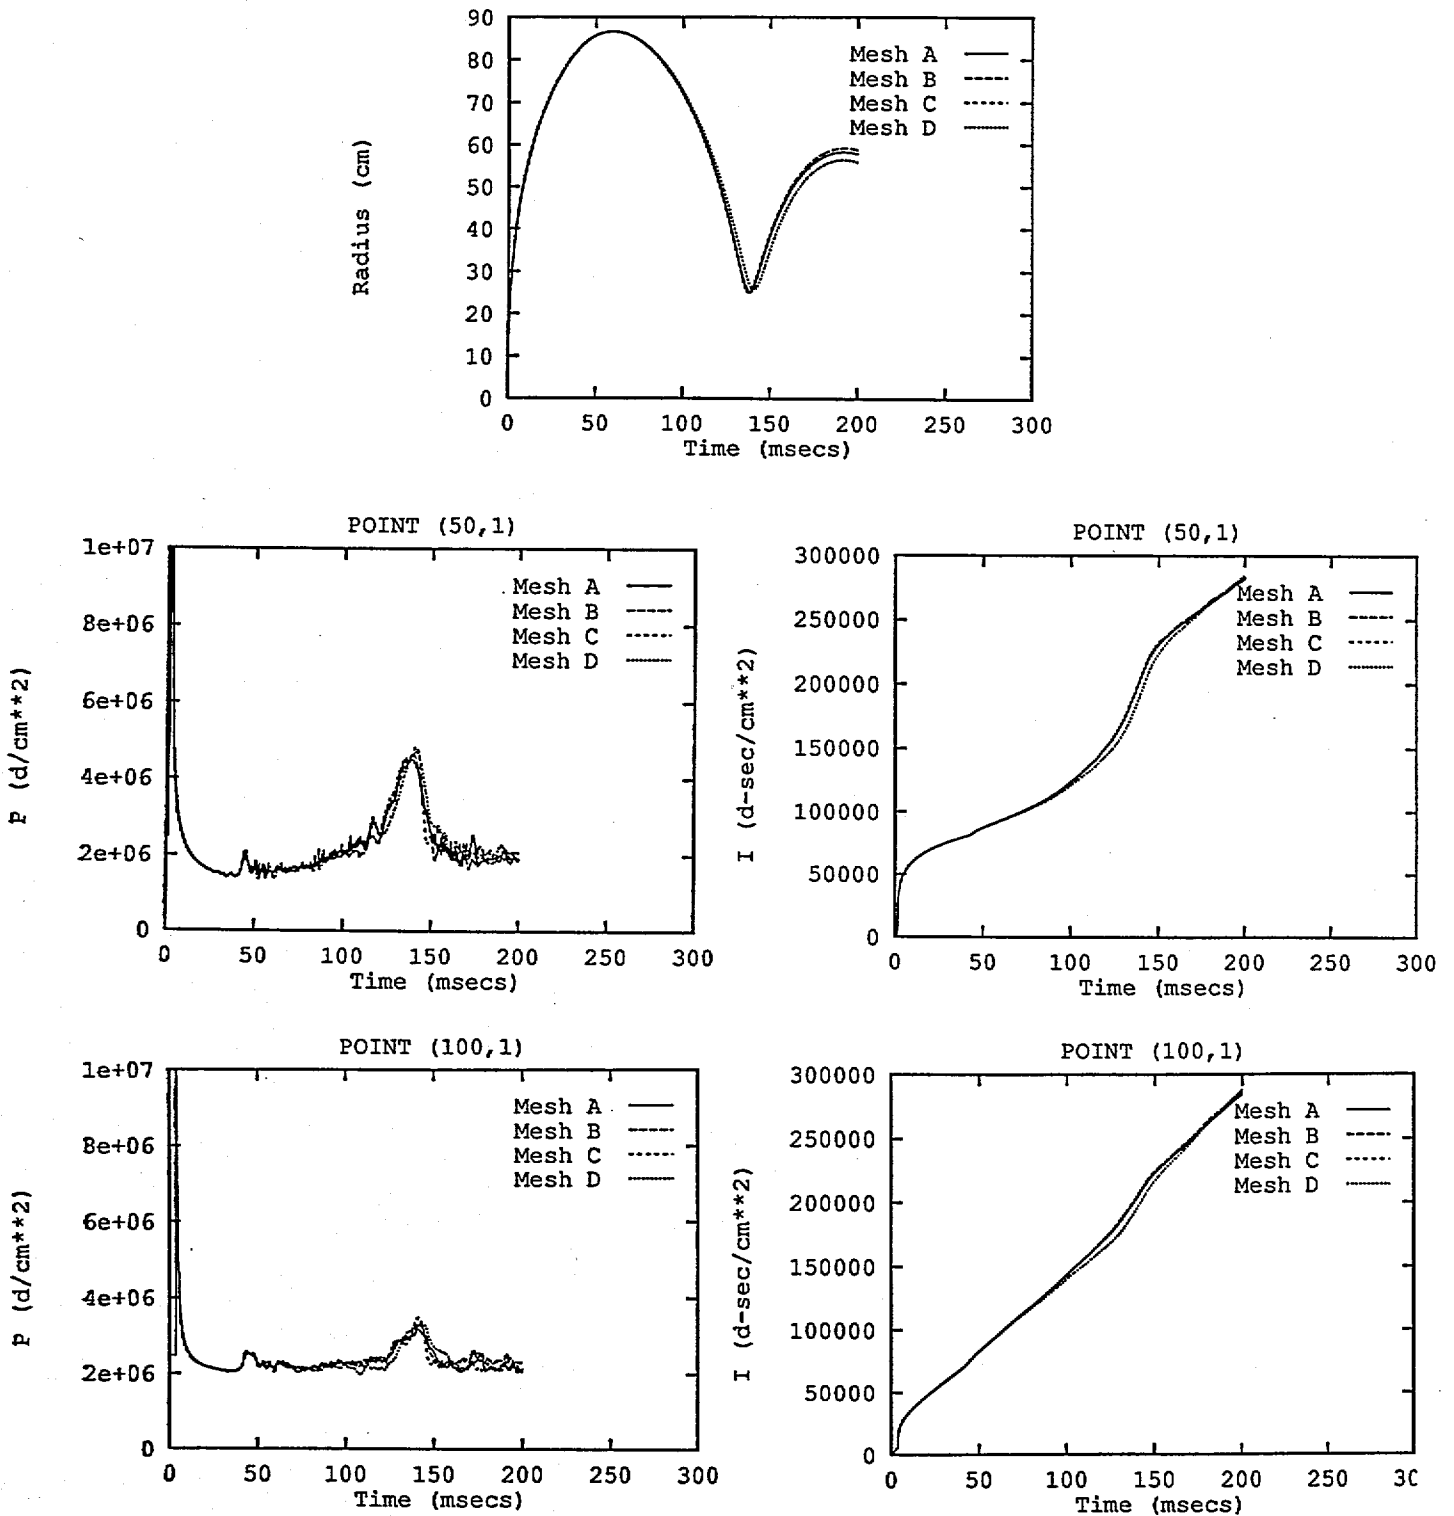 90
80
70
60
50
40
30
20
10
0
Radius (cm)
Mesh A
Mesh B
Mesh C
Mesh D
0 50 100 150 200 250 300
Time (msecs)
POINT (50,1)
1e+07
8e+06
6e+06
4e+06
2e+06
0
P (d/cm**2)
Mesh A
Mesh B
Mesh C
Mesh D
0 50 100 150 200 250 300
Time (msecs)
POINT (50,1)
300000
250000
200000
150000
100000
50000
0
I (d-sec/cm**2)
Mesh A
Mesh B
Mesh C
Mesh D
0 50 100 150 200 250 300
Time (msecs)
POINT (100,1)
1e+07
8e+06
6e+06
4e+06
2e+06
0
P (d/cm**2)
Mesh A
Mesh B
Mesh C
Mesh D
0 50 100 150 200 250 300
Time (msecs)
POINT (100,1)
300000
250000
200000
150000
100000
50000
0
I (d-sec/cm**2)
Mesh A
Mesh B
Mesh C
Mesh D
0 50 100 150 200 250 30
Time (msecs)